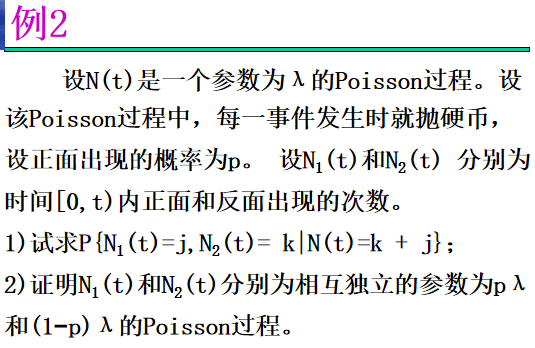 例2
设N(t)是一个参数为λ的Poisson过程。设
该Poisson过程中，每一事件发生时就抛硬币，
设正面出现的概率为p。 设N₁(t)和N₂(t) 分别为
时间[0,t)内正面和反面出现的次数。
1)试求P{N₁(t)=j,N₂(t)= k|N(t)=k + j}；
2)证明N₁(t)和N₂(t)分别为相互独立的参数为pλ
和(1-p)λ的Poisson过程。